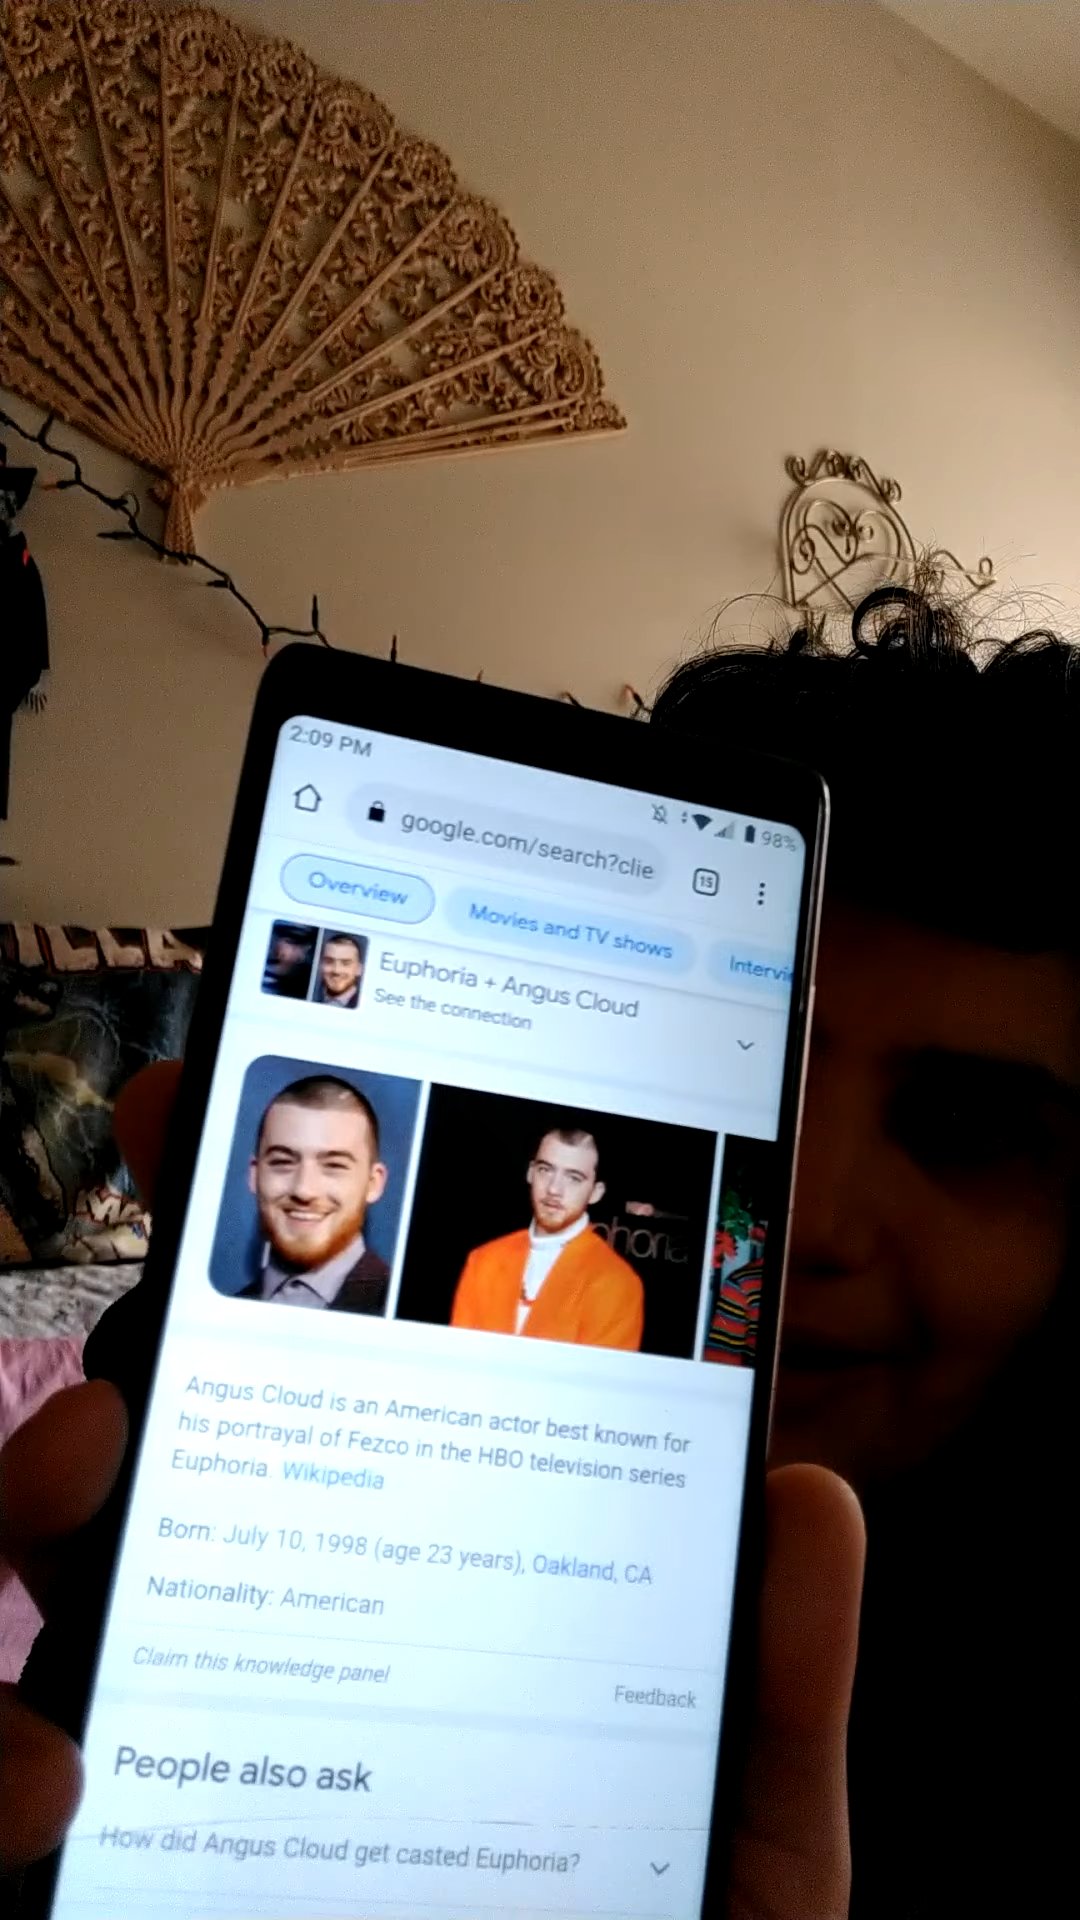 2:09 PM
98%
google.com/search?clie
15
Overview
Movies and TV shows
Intervi
Euphoria + Angus Cloud
See the connection
phoria
Angus Cloud is an American actor best known for
his portrayal of Fezco in the HBO television series
Euphoria. Wikipedia
Born: July 10, 1998 (age 23 years), Oakland, CA
Nationality: American
Claim this knowledge panel
Feedback
People also ask
How did Angus Cloud get casted Euphoria?